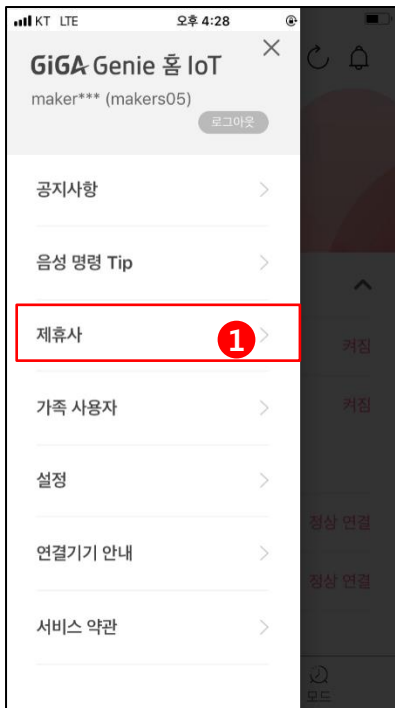 KT LTE 오후 4:28
GiGA Genie 홈 IoT
maker*** (makers05)
로그아웃
공지사항
음성 명령 Tip
제휴사
1
켜짐
가족 사용자
켜짐
설정
정상 연결
연결기기 안내
정상 연결
서비스 약관
모드